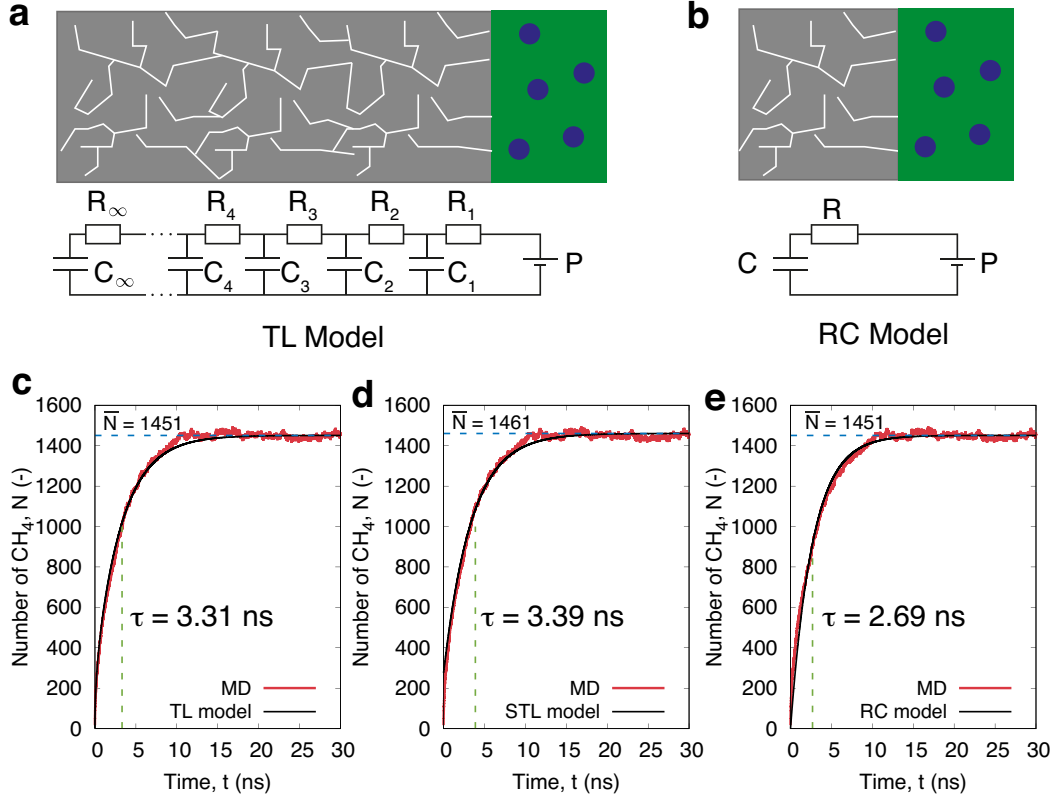 a
R∞ R4 R3 R2 R1
C∞ C4 C3 C2 C1 P
TL Model
b
R
C P
RC Model
c
Number of CH4, N (-)
1600
1400
1200
1000
800
600
400
200
0
N̅ = 1451
τ = 3.31 ns
MD
TL model
0 5 10 15 20 25 30
Time, t (ns)
d
Number of CH4, N (-)
1600
1400
1200
1000
800
600
400
200
0
N̅ = 1461
τ = 3.39 ns
MD
STL model
0 5 10 15 20 25 30
Time, t (ns)
e
Number of CH4, N (-)
1600
1400
1200
1000
800
600
400
200
0
N̅ = 1451
τ = 2.69 ns
MD
RC model
0 5 10 15 20 25 30
Time, t (ns)